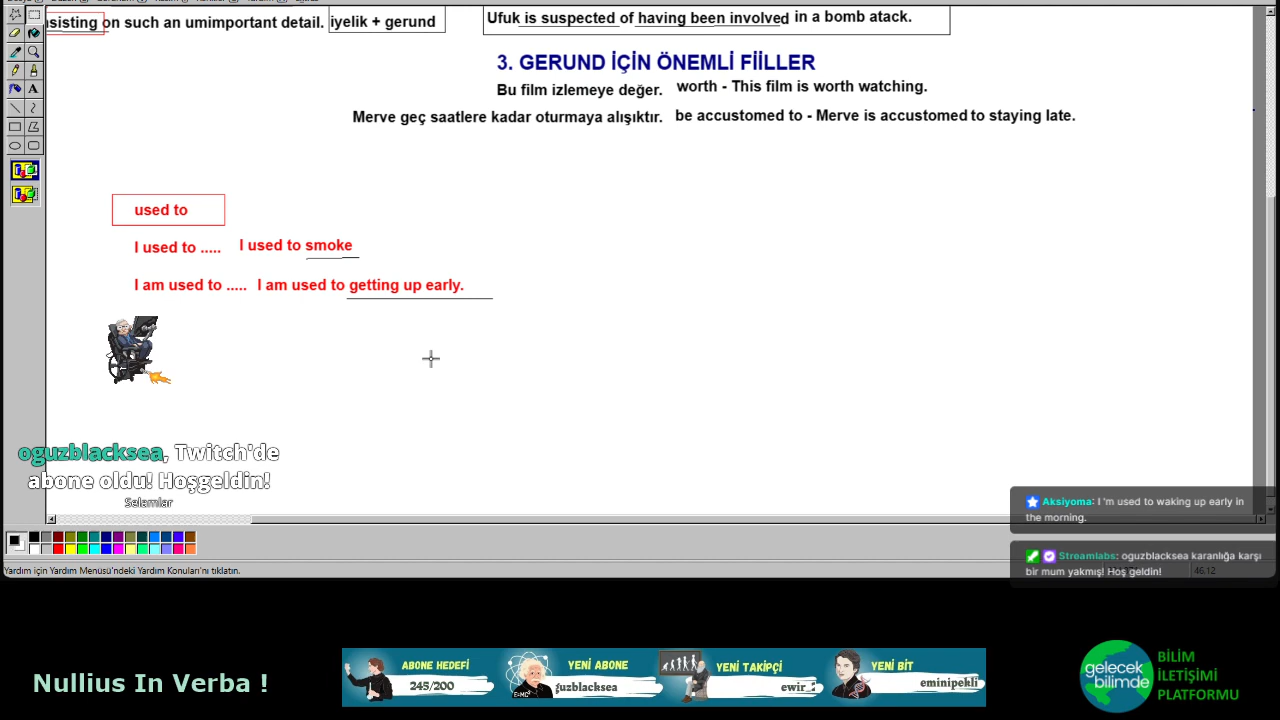 nsisting on such an umimportant detail. iyelik + gerund
Ufuk is suspected of having been involved in a bomb atack.
3. GERUND İÇİN ÖNEMLİ FİİLLER
Bu film izlemeye değer. worth - This film is worth watching.
Merve geç saatlere kadar oturmaya alışıktır. be accustomed to - Merve is accustomed to staying late.
used to
I used to ..... I used to smoke
I am used to ..... I am used to getting up early.
oguzblacksea, Twitch'de
abone oldu! Hoşgeldin!
Selamlar
Aksiyoma: I 'm used to waking up early in
the morning.
Streamlabs: oguzblacksea karanlığa karşı
bir mum yakmış! Hoş geldin!
Yardım için Yardım Menüsü'ndeki Yardım Konuları'nı tıklatın.
46,12
Nullius In Verba !
ABONE HEDEFİ
245/200
E=MC²
YENİ ABONE
guzblacksea
YENİ TAKİPÇİ
ewir_
YENİ BİT
eminipekli
gelecek
bilimde
BİLİM
İLETİŞİMİ
PLATFORMU